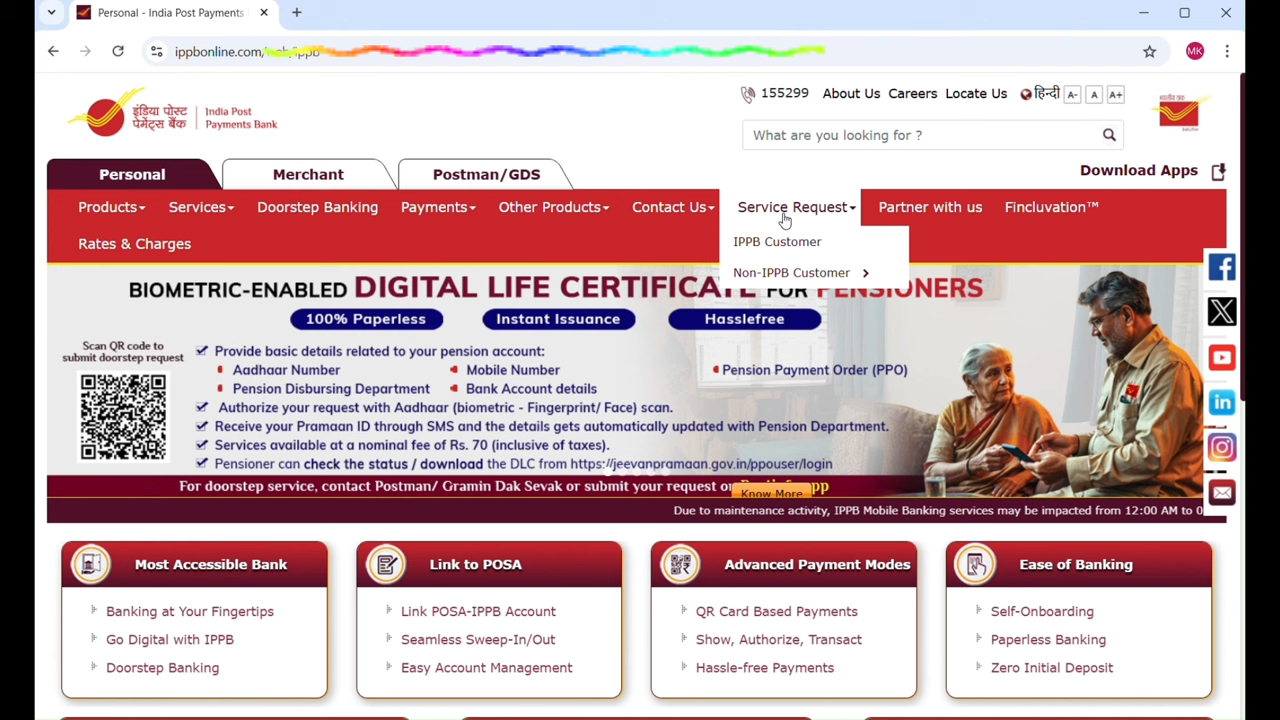 Personal - India Post Payments
ippbonline.com/
MK
इंडिया पोस्ट
पेमेंट्स बैंक
India Post
Payments Bank
155299 About Us Careers Locate Us हिन्दी A- A A+
What are you looking for ?
Personal Merchant Postman/GDS Download Apps
Products Services Doorstep Banking Payments Other Products Contact Us Service Request Partner with us Fincluvation™
Rates & Charges
IPPB Customer
Non-IPPB Customer
BIOMETRIC-ENABLED DIGITAL LIFE CERTIFICATE FOR PENSIONERS
100% Paperless Instant Issuance Hasslefree
Scan QR code to
submit doorstep request
Provide basic details related to your pension account:
Aadhaar Number Mobile Number Pension Payment Order (PPO)
Pension Disbursing Department Bank Account details
Authorize your request with Aadhaar (biometric - Fingerprint/ Face) scan.
Receive your Pramaan ID through SMS and the details gets automatically updated with Pension Department.
Services available at a nominal fee of Rs. 70 (inclusive of taxes).
Pensioner can check the status / download the DLC from https://jeevanpramaan.gov.in/ppouser/login
For doorstep service, contact Postman/ Gramin Dak Sevak or submit your request on
Know More
Due to maintenance activity, IPPB Mobile Banking services may be impacted from 12:00 AM to 0
Most Accessible Bank
Banking at Your Fingertips
Go Digital with IPPB
Doorstep Banking
Link to POSA
Link POSA-IPPB Account
Seamless Sweep-In/Out
Easy Account Management
Advanced Payment Modes
QR Card Based Payments
Show, Authorize, Transact
Hassle-free Payments
Ease of Banking
Self-Onboarding
Paperless Banking
Zero Initial Deposit